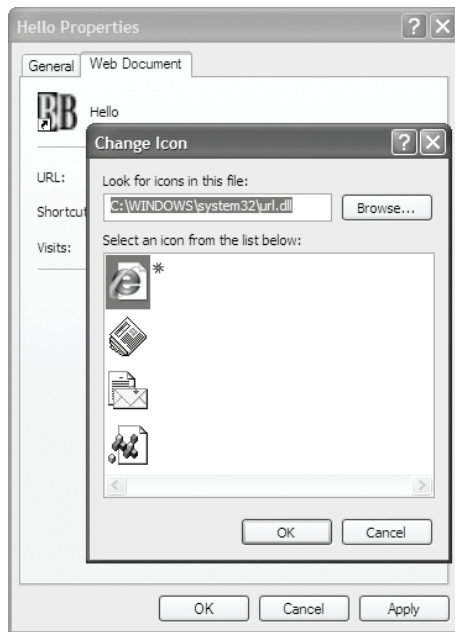 Hello Properties
General
Web Document
RB
Hello
Change Icon
URL:
Look for icons in this file:
C:\WINDOWS\system32\url.dll
Browse...
Shortcut
Select an icon from the list below:
Visits:
OK
Cancel
OK
Cancel
Apply